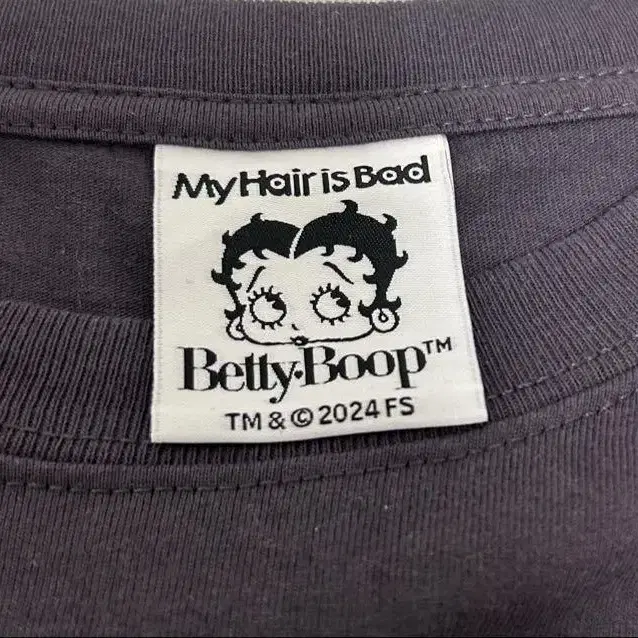 My Hair is Bad
Betty Boop™
TM & © 2024 FS